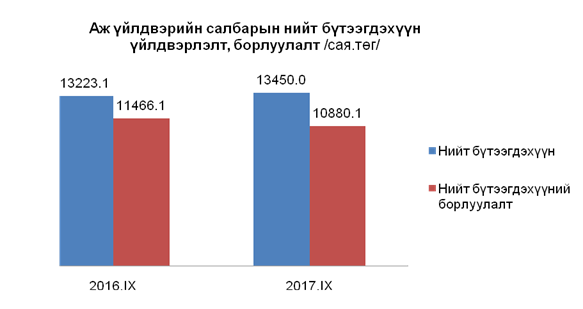 Аж үйлдвэрийн салбарын нийт бүтээгдэхүүн
үйлдвэрлэлт, борлуулалт /сая.төг/
13223.1
11466.1
13450.0
10880.1
Нийт бүтээгдэхүүн
Нийт бүтээгдэхүүний
борлуулалт
2016.IX
2017.IX